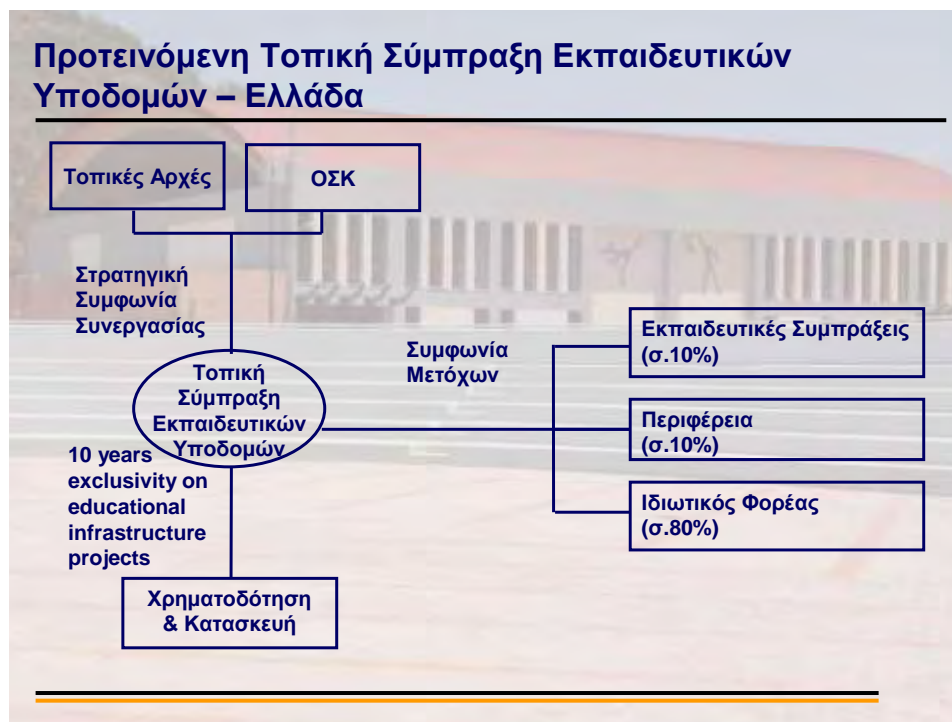 Προτεινόμενη Τοπική Σύμπραξη Εκπαιδευτικών
Υποδομών – Ελλάδα
Τοπικές Αρχές
ΟΣΚ
Στρατηγική
Συμφωνία
Συνεργασίας
Τοπική
Σύμπραξη
Εκπαιδευτικών
Υποδομών
Συμφωνία
Μετόχων
Εκπαιδευτικές Συμπράξεις
(σ.10%)
Περιφέρεια
(σ.10%)
Ιδιωτικός Φορέας
(σ.80%)
10 years
exclusivity on
educational
infrastructure
projects
Χρηματοδότηση
& Κατασκευή